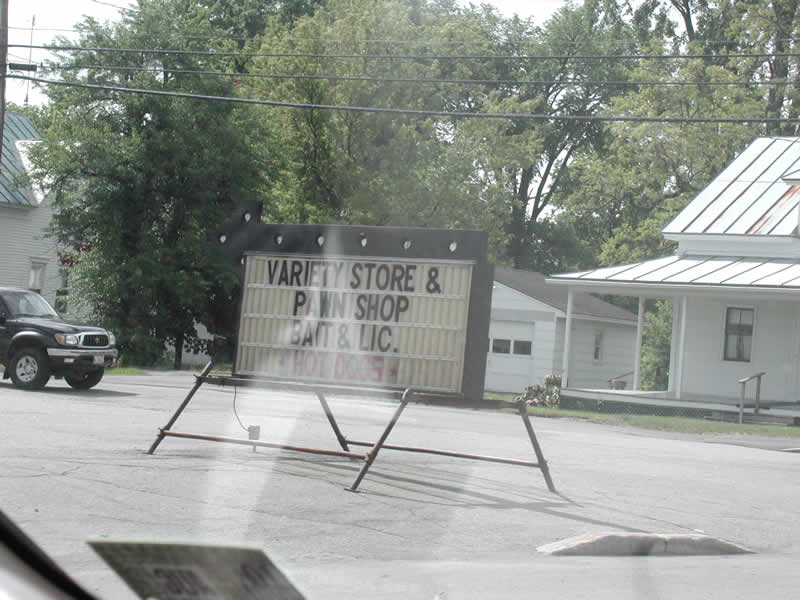 VARIETY STORE &
PAWN SHOP
BAIT & LIC.
* HOT DOGS *